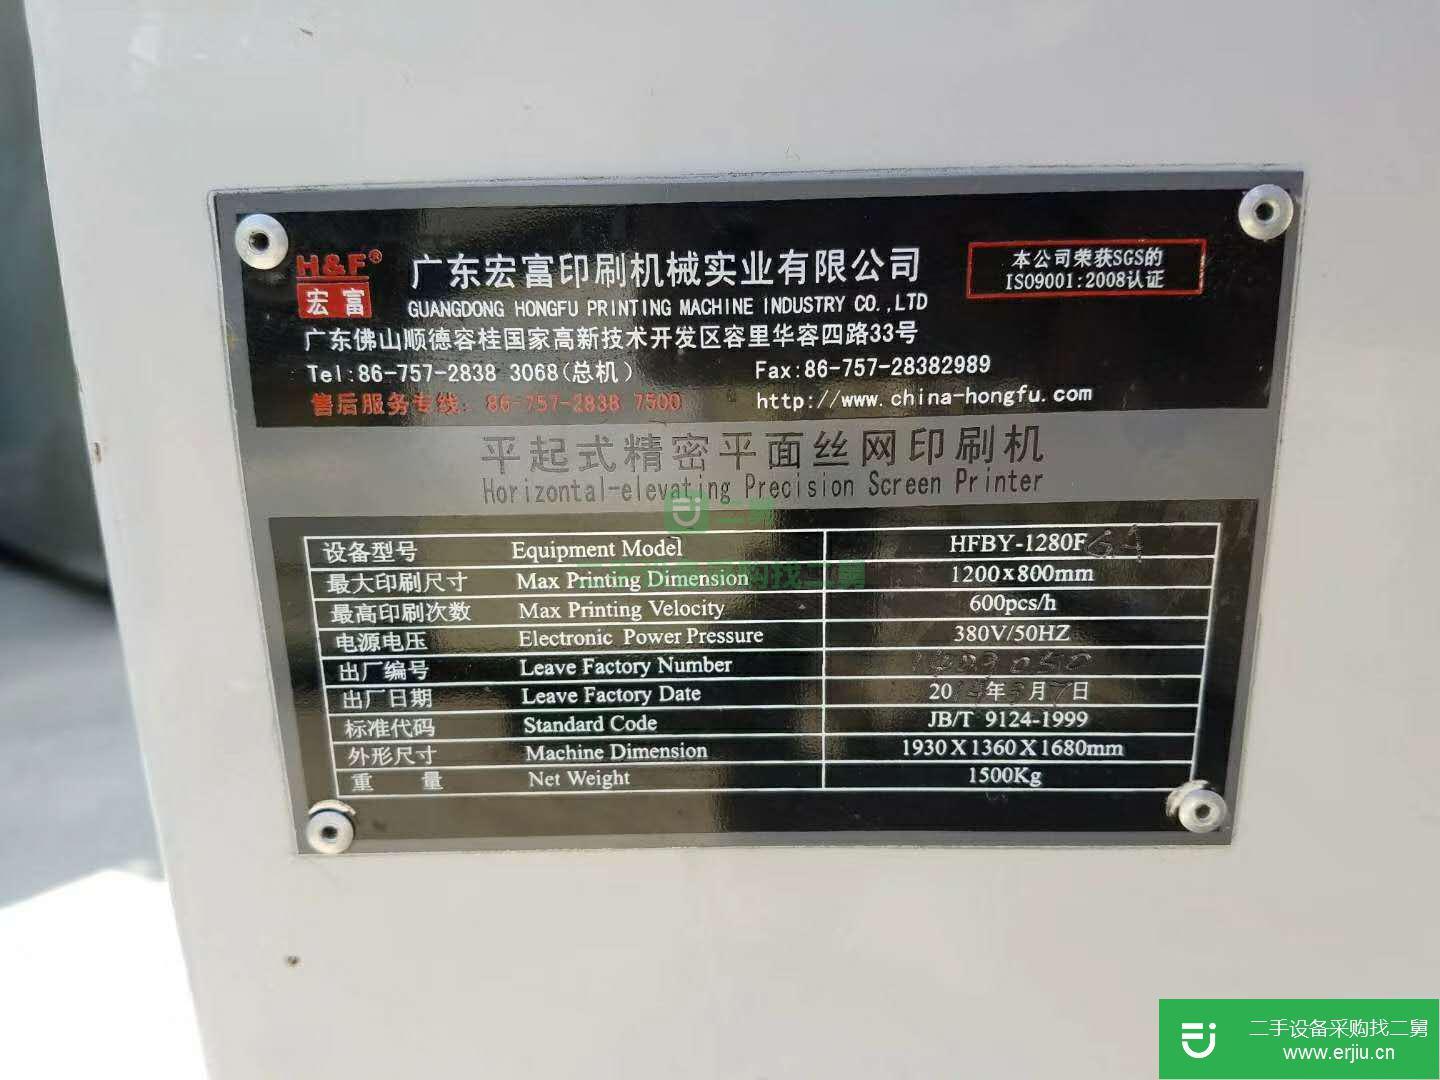 H&F®
宏富
广东宏富印刷机械实业有限公司
GUANGDONG HONGFU PRINTING MACHINE INDUSTRY CO.,LTD
本公司荣获SGS的
ISO9001:2008认证
广东佛山顺德容桂国家高新技术开发区容里华容四路33号
Tel:86-757-2838 3068(总机) Fax:86-757-28382989
售后服务专线: 86-757-2838 7500 http://www.china-hongfu.com
平起式精密平面丝网印刷机
Horizontal-elevating Precision Screen Printer
二舅
设备型号 Equipment Model HFBY-1280F
最大印刷尺寸 Max Printing Dimension 1200x800mm
购找二舅
最高印刷次数 Max Printing Velocity 600pcs/h
电源电压 Electronic Power Pressure 380V/50HZ
出厂编号 Leave Factory Number
出厂日期 Leave Factory Date 20 年 月7日
标准代码 Standard Code JB/T 9124-1999
外形尺寸 Machine Dimension 1930X1360X1680mm
重量 Net Weight 1500Kg
二手设备采购找二舅
www.erjiu.cn